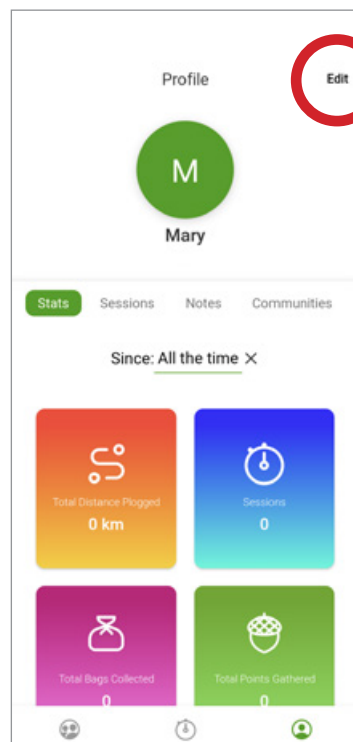 Profile
Edit
M
Mary
Stats Sessions Notes Communities
Since: All the time ×
Total Distance Plogged
0 km
Sessions
0
Total Bags Collected
0
Total Points Gathered
0